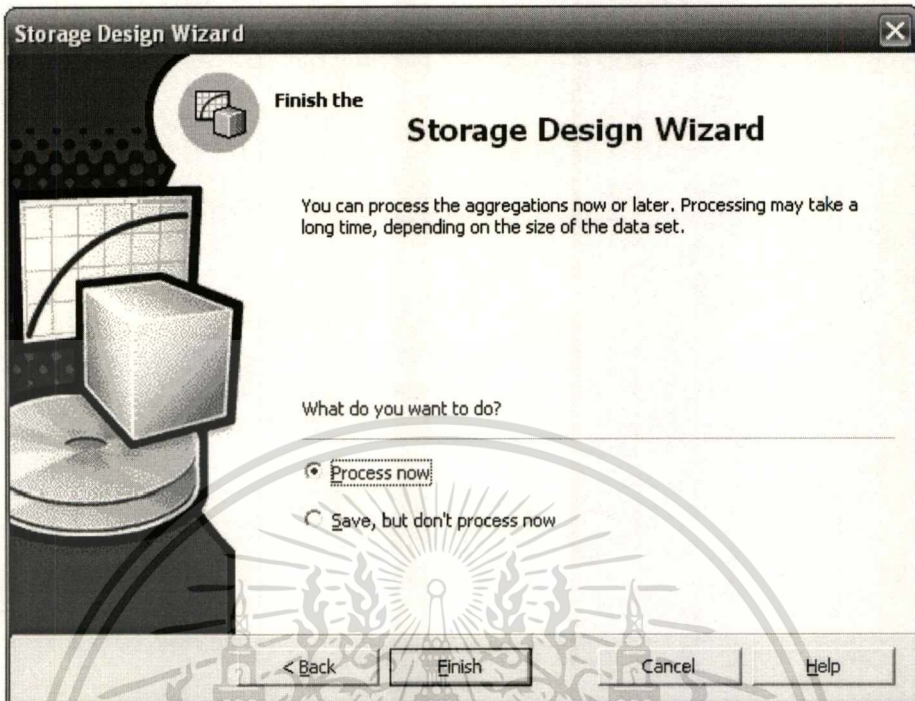 Storage Design Wizard
Finish the
Storage Design Wizard
You can process the aggregations now or later. Processing may take a
long time, depending on the size of the data set.
What do you want to do?
Process now
Save, but don't process now
< Back
Finish
Cancel
Help